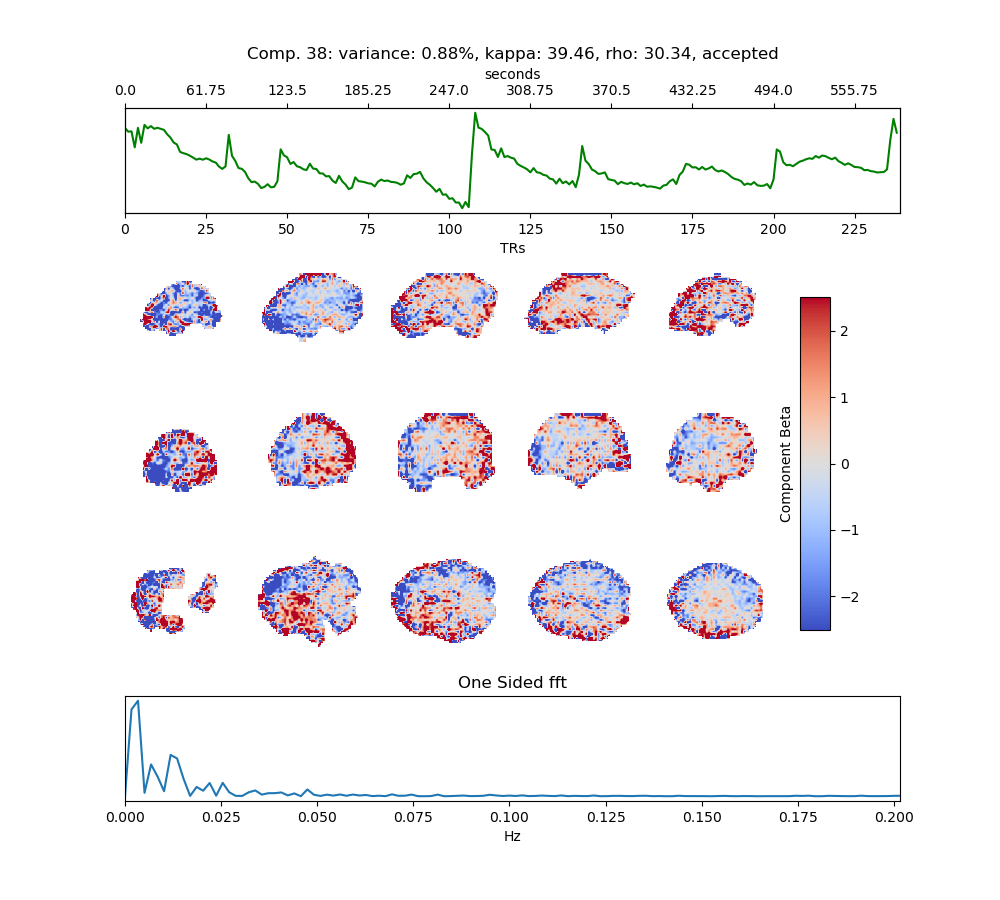 Comp. 38: variance: 0.88%, kappa: 39.46, rho: 30.34, accepted
seconds
0.0 61.75 123.5 185.25 247.0 308.75 370.5 432.25 494.0 555.75
0 25 50 75 100 125 150 175 200 225
TRs
2
1
0
−1
−2
Component Beta
One Sided fft
0.000 0.025 0.050 0.075 0.100 0.125 0.150 0.175 0.200
Hz